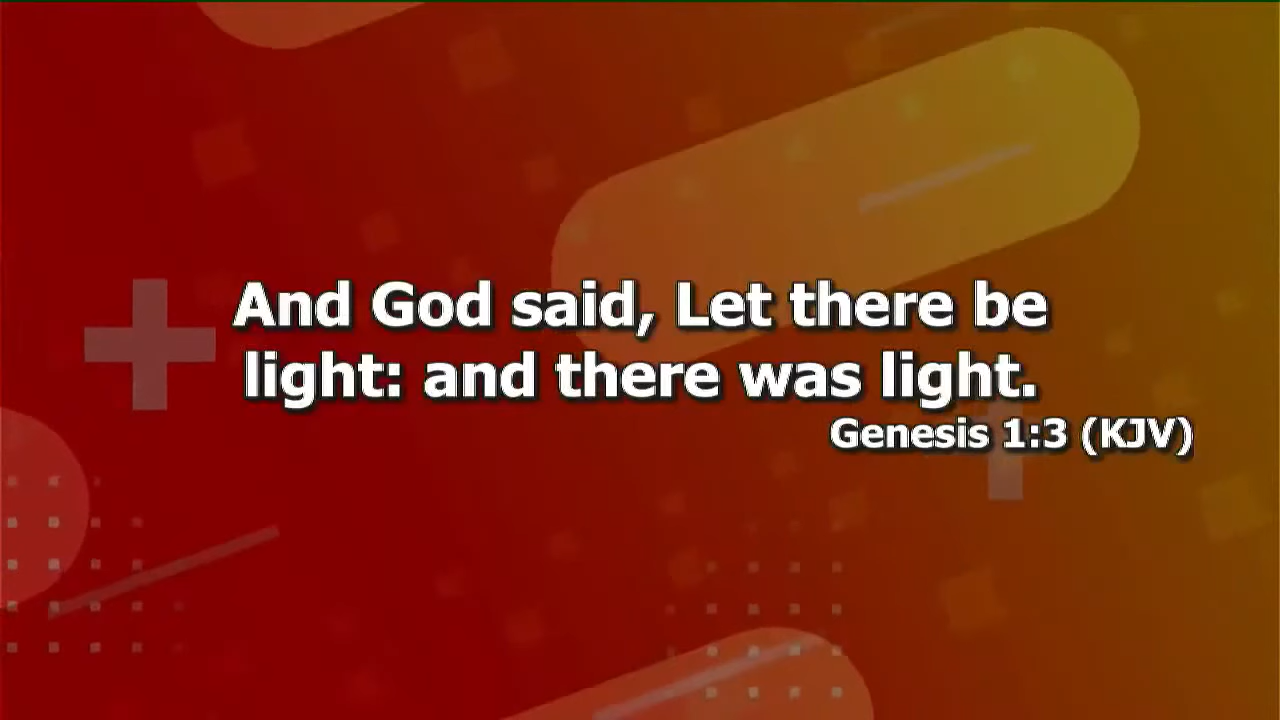 And God said, Let there be
light: and there was light.
Genesis 1:3 (KJV)